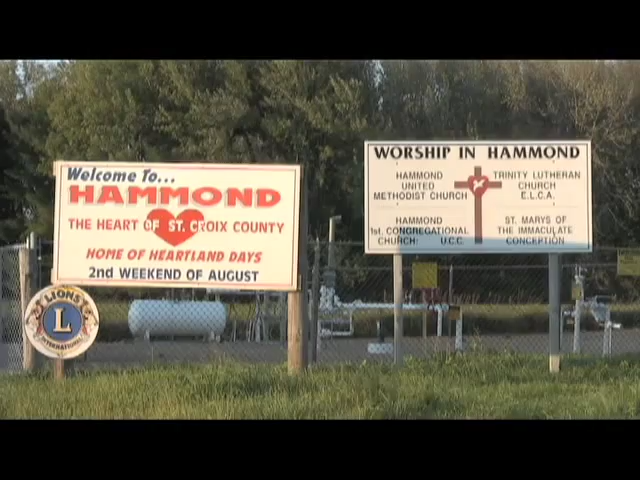 Welcome To...
HAMMOND
THE HEART OF ST. CROIX COUNTY
HOME OF HEARTLAND DAYS
2nd WEEKEND OF AUGUST
LIONS
L
INTERNATIONAL
WORSHIP IN HAMMOND
HAMMOND
UNITED
METHODIST CHURCH
TRINITY LUTHERAN
CHURCH
E.L.C.A.
HAMMOND
1st. CONGREGATIONAL
CHURCH: U.C.C.
ST. MARYS OF
THE IMMACULATE
CONCEPTION